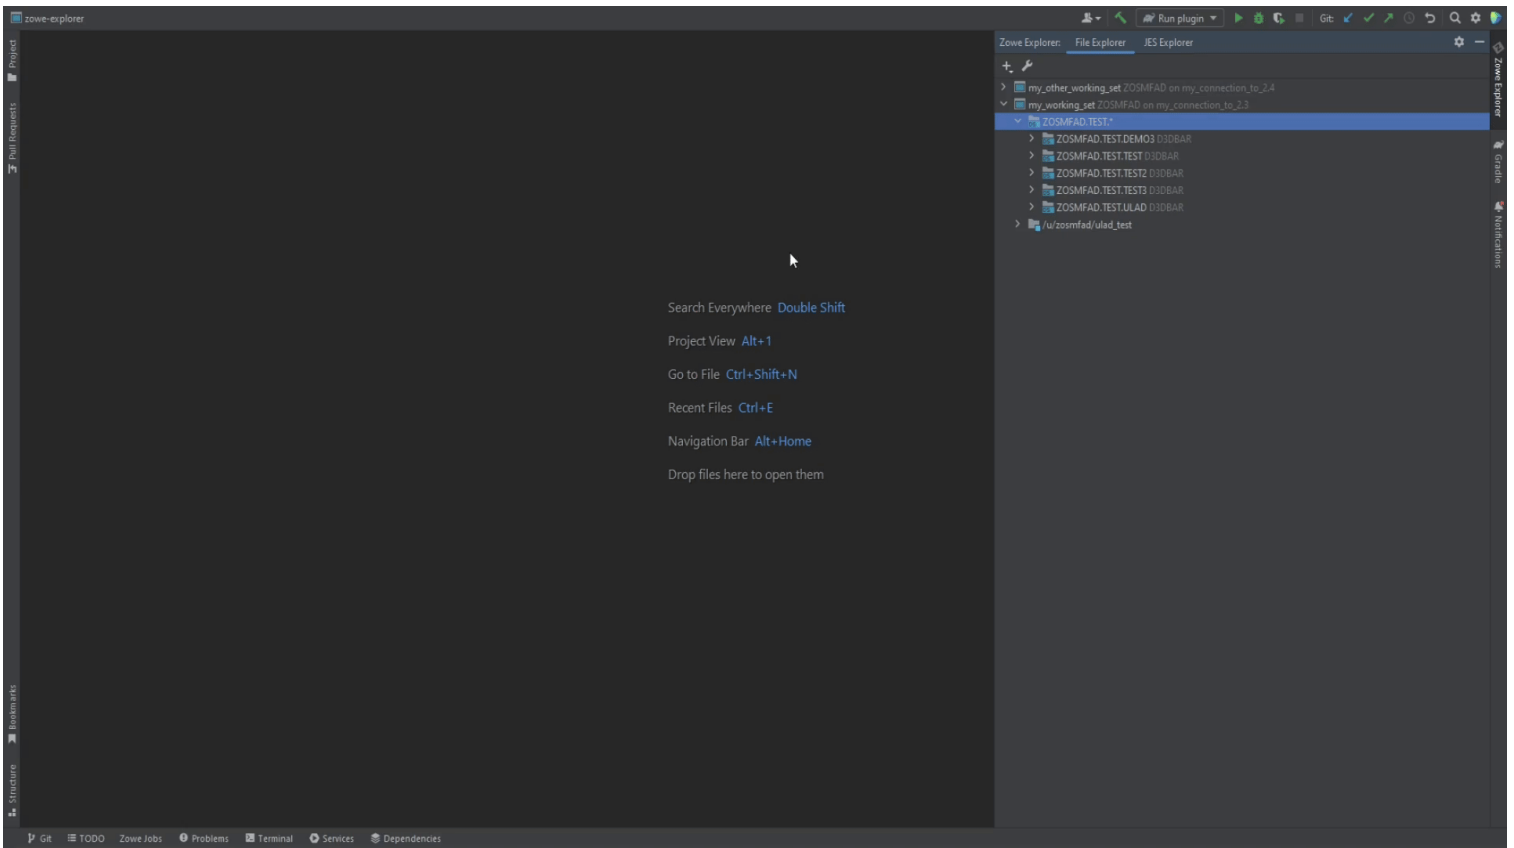 zowe-explorer
Run plugin
Git:
Project
Pull Requests
Bookmarks
Structure
Search Everywhere Double Shift
Project View Alt+1
Go to File Ctrl+Shift+N
Recent Files Ctrl+E
Navigation Bar Alt+Home
Drop files here to open them
Zowe Explorer: File Explorer JES Explorer
my_other_working_set ZOSMFAD on my_connection_to_2.4
my_working_set ZOSMFAD on my_connection_to_2.3
ZOSMFAD.TEST.*
ZOSMFAD.TEST.DEMO3 D3DBAR
ZOSMFAD.TEST.TEST D3DBAR
ZOSMFAD.TEST.TEST2 D3DBAR
ZOSMFAD.TEST.TEST3 D3DBAR
ZOSMFAD.TEST.ULAD D3DBAR
/u/zosmfad/ulad_test
Zowe Explorer
Gradle
Notifications
Git TODO Zowe Jobs Problems Terminal Services Dependencies